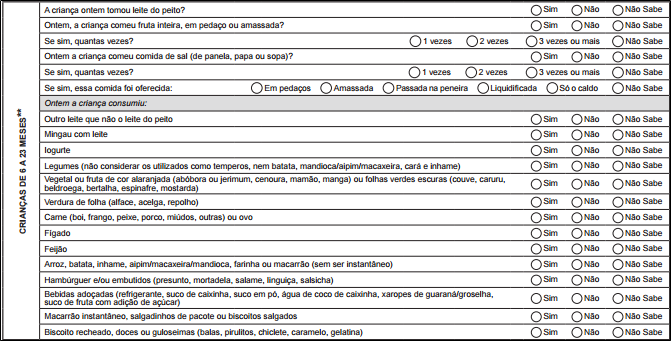 CRIANÇAS DE 6 A 23 MESES**
A criança ontem tomou leite do peito? Sim Não Não Sabe
Ontem, a criança comeu fruta inteira, em pedaço ou amassada? Sim Não Não Sabe
Se sim, quantas vezes? 1 vezes 2 vezes 3 vezes ou mais Não Sabe
Ontem a criança comeu comida de sal (de panela, papa ou sopa)? Sim Não Não Sabe
Se sim, quantas vezes? 1 vezes 2 vezes 3 vezes ou mais Não Sabe
Se sim, essa comida foi oferecida: Em pedaços Amassada Passada na peneira Liquidificada Só o caldo Não Sabe
Ontem a criança consumiu:
Outro leite que não o leite do peito Sim Não Não Sabe
Mingau com leite Sim Não Não Sabe
Iogurte Sim Não Não Sabe
Legumes (não considerar os utilizados como temperos, nem batata, mandioca/aipim/macaxeira, cará e inhame) Sim Não Não Sabe
Vegetal ou fruta de cor alaranjada (abóbora ou jerimum, cenoura, mamão, manga) ou folhas verdes escuras (couve, caruru,
beldroega, bertalha, espinafre, mostarda) Sim Não Não Sabe
Verdura de folha (alface, acelga, repolho) Sim Não Não Sabe
Carne (boi, frango, peixe, porco, miúdos, outras) ou ovo Sim Não Não Sabe
Fígado Sim Não Não Sabe
Feijão Sim Não Não Sabe
Arroz, batata, inhame, aipim/macaxeira/mandioca, farinha ou macarrão (sem ser instantâneo) Sim Não Não Sabe
Hambúrguer e/ou embutidos (presunto, mortadela, salame, linguiça, salsicha) Sim Não Não Sabe
Bebidas adoçadas (refrigerante, suco de caixinha, suco em pó, água de coco de caixinha, xaropes de guaraná/groselha,
suco de fruta com adição de açúcar) Sim Não Não Sabe
Macarrão instantâneo, salgadinhos de pacote ou biscoitos salgados Sim Não Não Sabe
Biscoito recheado, doces ou guloseimas (balas, pirulitos, chiclete, caramelo, gelatina) Sim Não Não Sabe